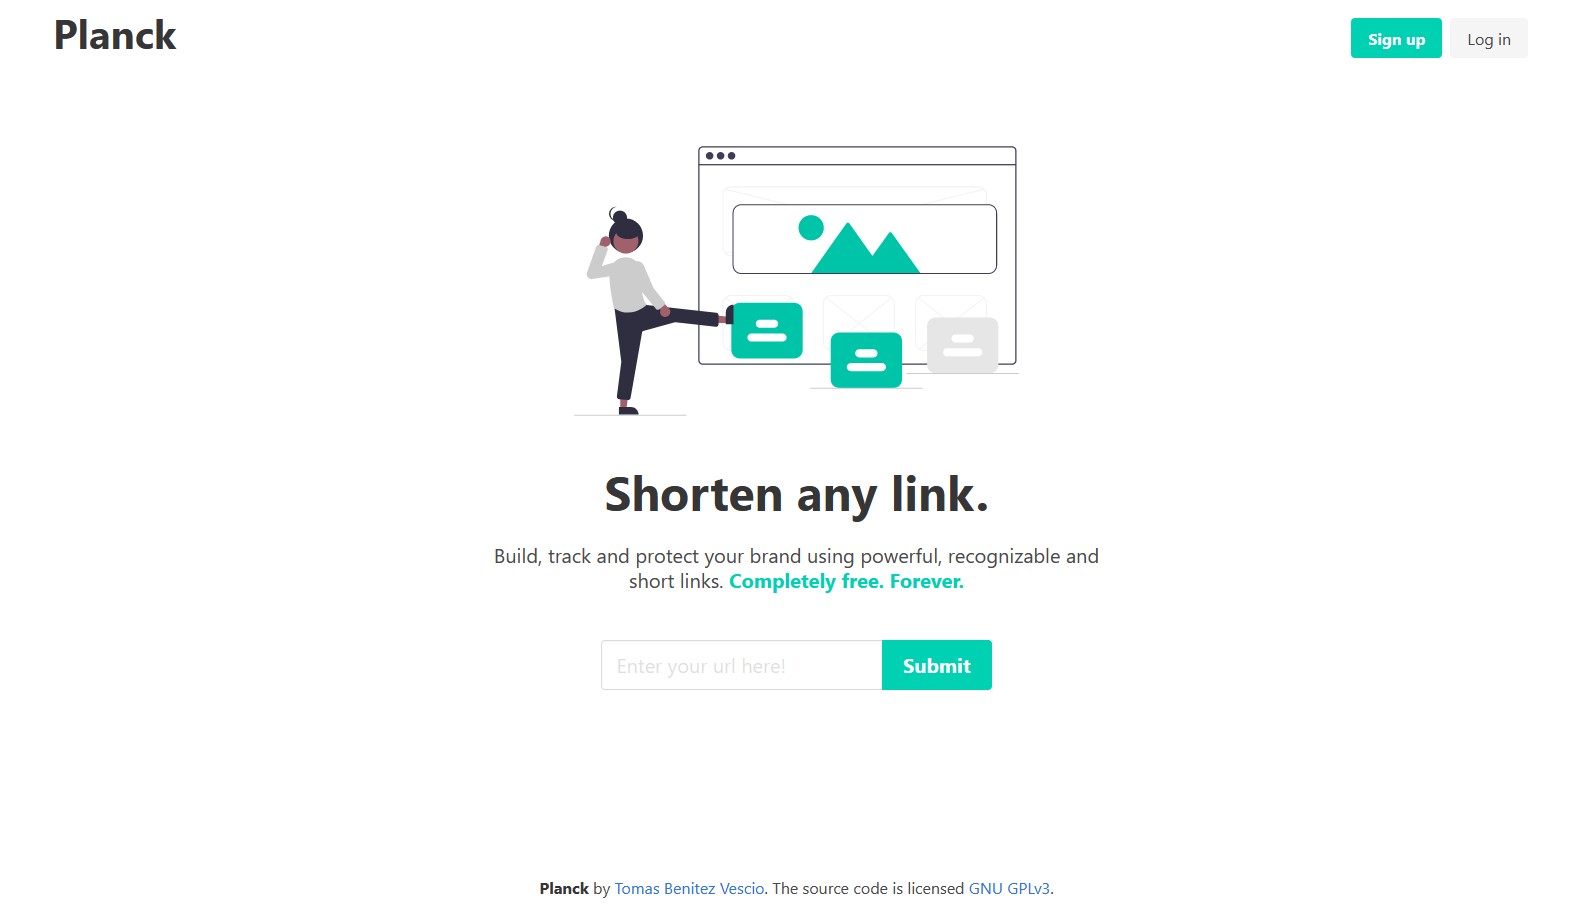 Planck
Sign up
Log in
Shorten any link.
Build, track and protect your brand using powerful, recognizable and
short links. Completely free. Forever.
Enter your url here!
Submit
Planck by Tomas Benitez Vescio. The source code is licensed GNU GPLv3.